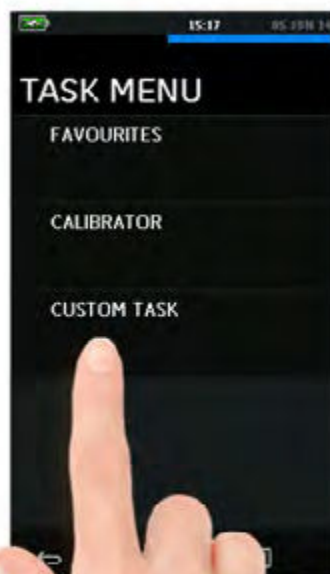 15:17
TASK MENU
FAVOURITES
CALIBRATOR
CUSTOM TASK